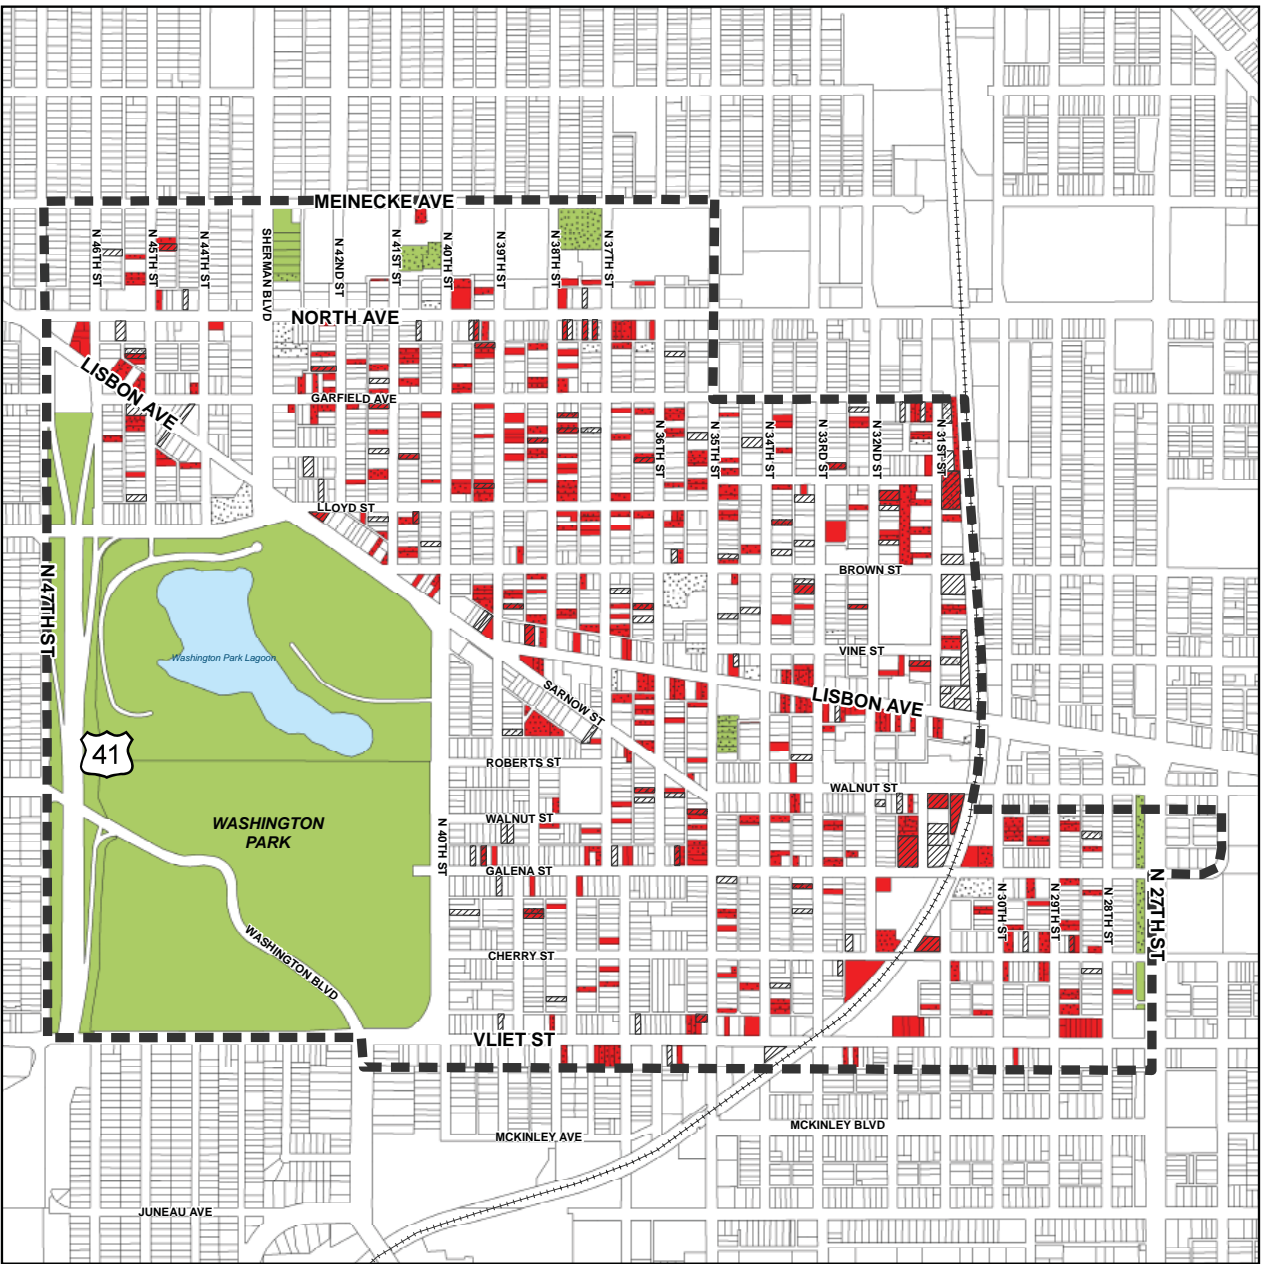 MEINECKE AVE
N 46TH ST
N 45TH ST
N 44TH ST
SHERMAN BLVD
N 42ND ST
N 41ST ST
N 40TH ST
N 39TH ST
N 38TH ST
N 37TH ST
NORTH AVE
LISBON AVE
GARFIELD AVE
N 36TH ST
N 35TH ST
N 34TH ST
N 33RD ST
N 32ND ST
N 31ST ST
LLOYD ST
BROWN ST
N 47TH ST
Washington Park Lagoon
VINE ST
SARNOW ST
LISBON AVE
41
ROBERTS ST
WALNUT ST
WASHINGTON
PARK
WALNUT ST
N 40TH ST
GALENA ST
N 30TH ST
N 29TH ST
N 28TH ST
N 27TH ST
WASHINGTON BLVD
CHERRY ST
VLIET ST
MCKINLEY AVE
MCKINLEY BLVD
JUNEAU AVE